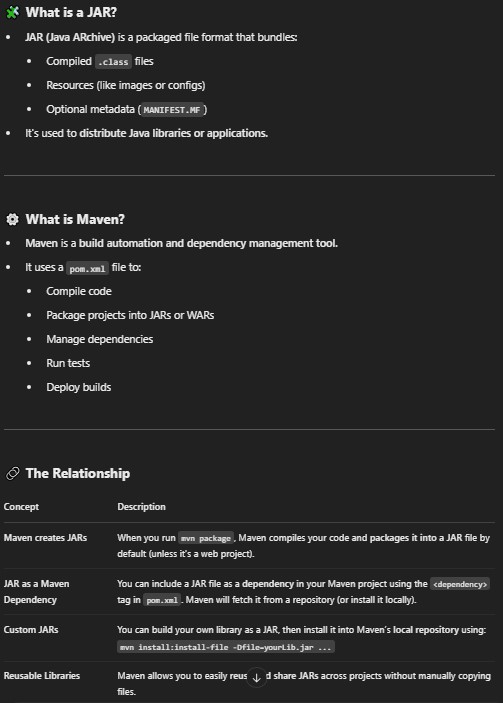 What is a JAR?
JAR (Java ARchive) is a packaged file format that bundles:
Compiled .class files
Resources (like images or configs)
Optional metadata (MANIFEST.MF)
It's used to distribute Java libraries or applications.
What is Maven?
Maven is a build automation and dependency management tool.
It uses a pom.xml file to:
Compile code
Package projects into JARs or WARs
Manage dependencies
Run tests
Deploy builds
The Relationship
Concept Description
Maven creates JARs When you run mvn package, Maven compiles your code and packages it into a JAR file by
default (unless it's a web project).
JAR as a Maven You can include a JAR file as a dependency in your Maven project using the <dependency>
Dependency tag in pom.xml. Maven will fetch it from a repository (or install it locally).
Custom JARs You can build your own library as a JAR, then install it into Maven's local repository using:
mvn install:install-file -Dfile=yourLib.jar ...
Reusable Libraries Maven allows you to easily reus d share JARs across projects without manually copying
files.